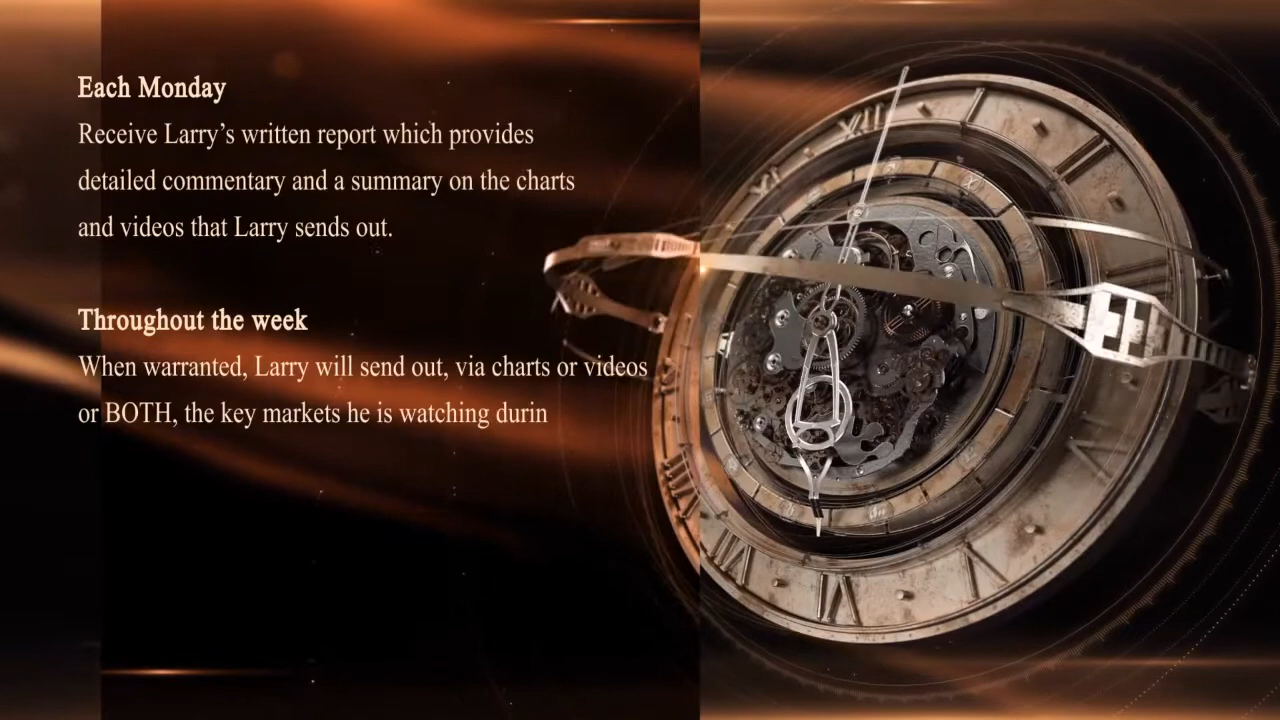 Each Monday
Receive Larry’s written report which provides
detailed commentary and a summary on the charts
and videos that Larry sends out.
Throughout the week
When warranted, Larry will send out, via charts or videos
or BOTH, the key markets he is watching durin